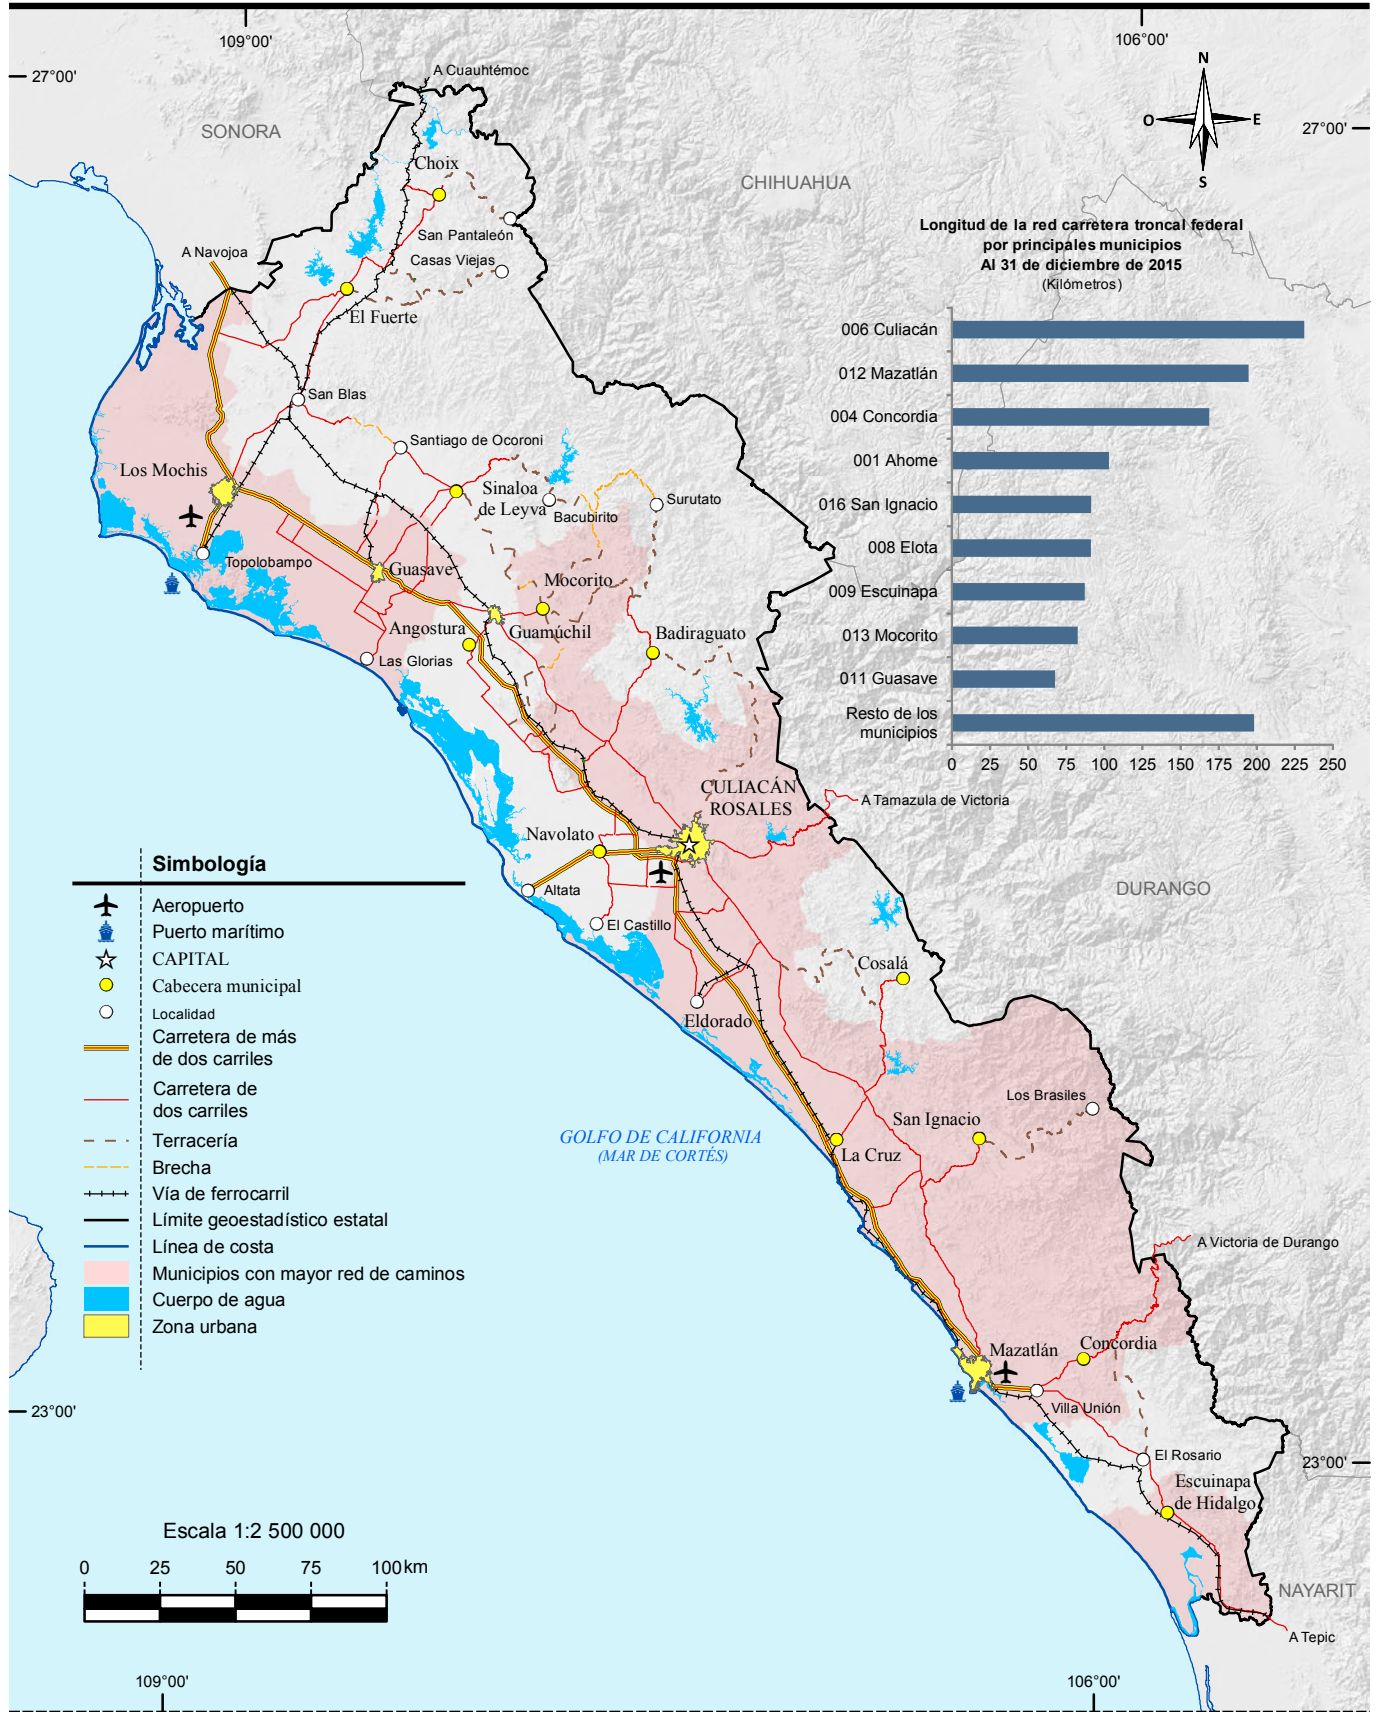 109°00'
106°00'
27°00'
27°00'
A Cuauhtémoc
SONORA
N
O
E
S
Choix
CHIHUAHUA
San Pantaleón
A Navojoa
Casas Viejas
El Fuerte
Longitud de la red carretera troncal federal
por principales municipios
Al 31 de diciembre de 2015
(Kilómetros)
006 Culiacán
012 Mazatlán
004 Concordia
001 Ahome
016 San Ignacio
008 Elota
009 Escuinapa
013 Mocorito
011 Guasave
Resto de los
municipios
0 25 50 75 100 125 150 175 200 225 250
San Blas
Santiago de Ocoroni
Los Mochis
Sinaloa
de Leyva
Bacubirito
Surutato
Topolobampo
Guasave
Mocorito
Angostura
Guamúchil
Badiraguato
Las Glorias
CULIACÁN
ROSALES
A Tamazula de Victoria
Navolato
Altata
El Castillo
DURANGO
Cosalá
Eldorado
Los Brasiles
San Ignacio
La Cruz
GOLFO DE CALIFORNIA
(MAR DE CORTÉS)
A Victoria de Durango
Mazatlán
Concordia
Villa Unión
El Rosario
Escuinapa
de Hidalgo
NAYARIT
A Tepic
Simbología
Aeropuerto
Puerto marítimo
CAPITAL
Cabecera municipal
Localidad
Carretera de más
de dos carriles
Carretera de
dos carriles
Terracería
Brecha
Vía de ferrocarril
Límite geoestadístico estatal
Línea de costa
Municipios con mayor red de caminos
Cuerpo de agua
Zona urbana
23°00'
23°00'
Escala 1:2 500 000
0 25 50 75 100 km
109°00'
106°00'